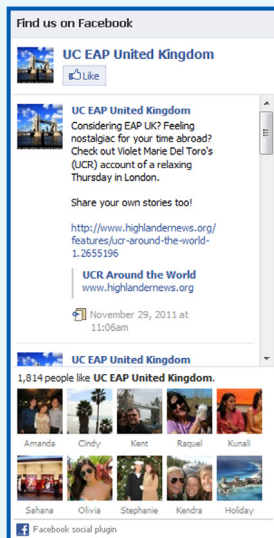 Find us on Facebook
UC EAP United Kingdom
Like
UC EAP United Kingdom
Considering EAP UK? Feeling
nostalgiac for your time abroad?
Check out Violet Marie Del Toro's
(UCR) account of a relaxing
Thursday in London.
Share your own stories too!
http://www.highlandernews.org/
features/ucr-around-the-world-
1.2655196
UCR Around the World
www.highlandernews.org
November 29, 2011 at
11:06am
UC EAP United Kingdom
1,814 people like UC EAP United Kingdom.
Amanda Cindy Kent Raquel Kunali
Sahana Olivia Stephanie Kendra Holiday
Facebook social plugin